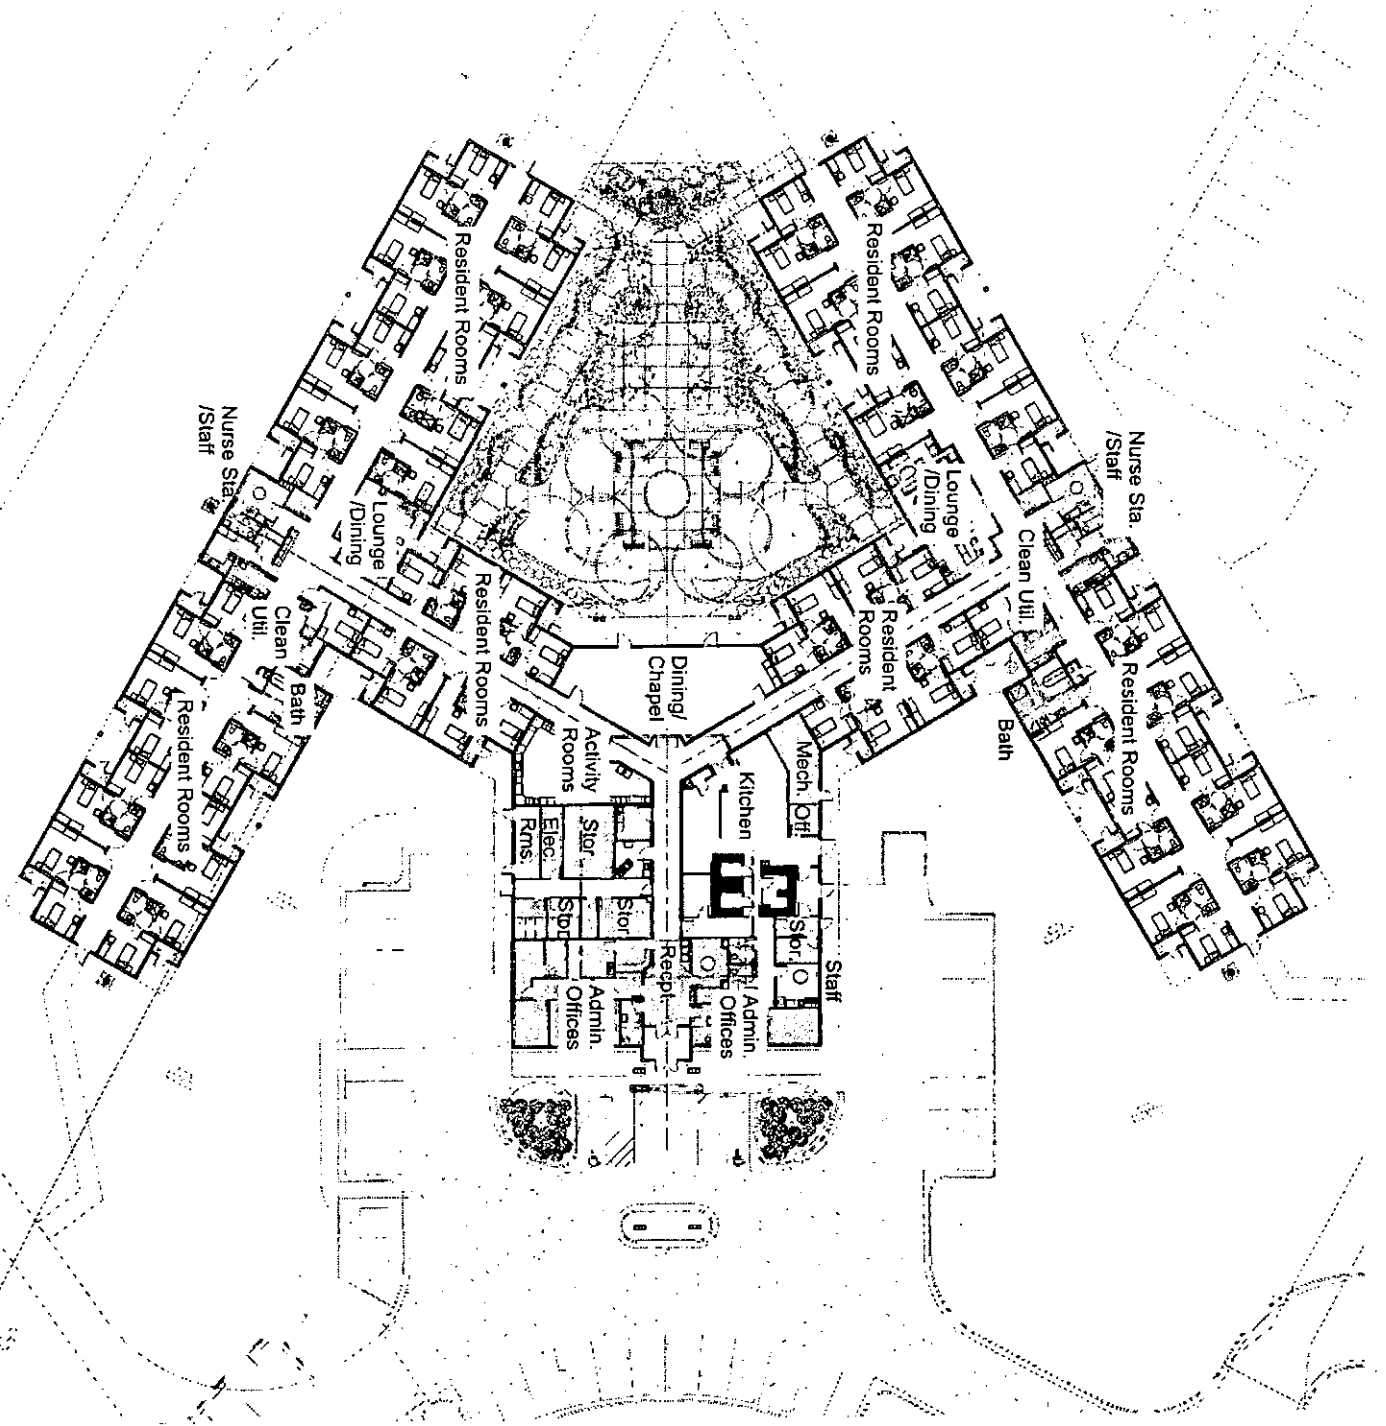 Resident Rooms
Resident Rooms
Nurse Sta.
/Staff
Nurse Sta.
/Staff
Lounge
/Dining
Lounge
/Dining
Clean Util.
Clean
Util.
Resident Rooms
Resident
Rooms
Dining/
Chapel
Bath
Bath
Resident Rooms
Resident Rooms
Activity
Rooms
Kitchen
Mech. Off.
Elec.
Rms.
Stor.
Stor.
Stor.
Stor.
Recpt.
Staff
Admin.
Offices
Admin.
Offices